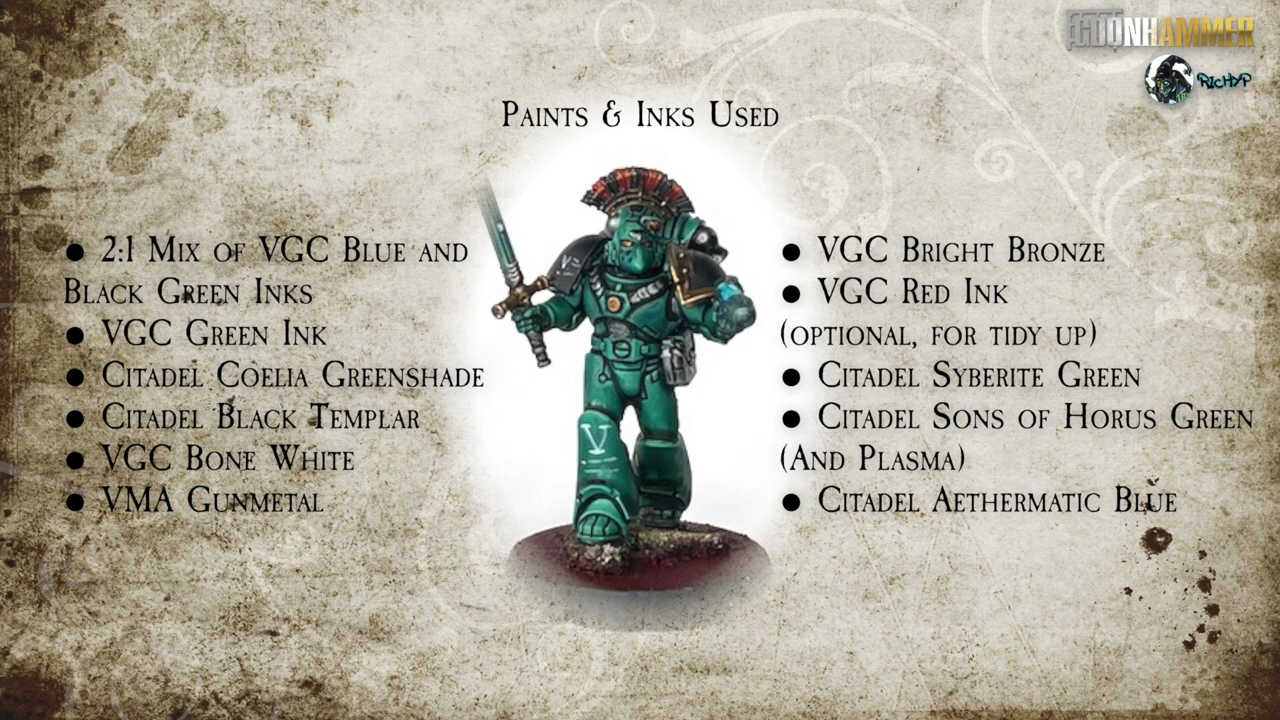 GOONHAMMER
RICHYP
Paints & Inks Used
● 2:1 Mix of VGC Blue and
Black Green Inks
● VGC Green Ink
● Citadel Coelia Greenshade
● Citadel Black Templar
● VGC Bone White
● VMA Gunmetal
V
● VGC Bright Bronze
● VGC Red Ink
(optional, for tidy up)
● Citadel Syberite Green
● Citadel Sons of Horus Green
(And Plasma)
● Citadel Aethermatic Blue